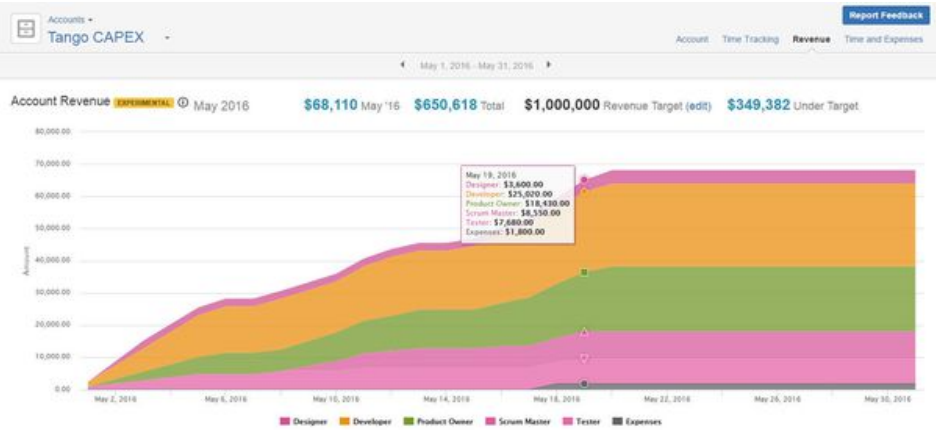 Accounts
Report Feedback
Tango CAPEX
Account Time Tracking Revenue Time and Expenses
May 1, 2016 - May 31, 2016
Account Revenue EXPERIMENTAL May 2016 $68,110 May '16 $650,618 Total $1,000,000 Revenue Target (edit) $349,382 Under Target
80,000.00
70,000.00
60,000.00
50,000.00
40,000.00
30,000.00
20,000.00
10,000.00
0.00
Amount
May 19, 2016
Designer: $3,600.00
Developer: $25,020.00
Product Owner: $18,430.00
Scrum Master: $8,550.00
Tester: $7,680.00
Expenses: $1,800.00
May 2, 2016 May 6, 2016 May 10, 2016 May 14, 2016 May 18, 2016 May 22, 2016 May 26, 2016 May 30, 2016
Designer Developer Product Owner Scrum Master Tester Expenses